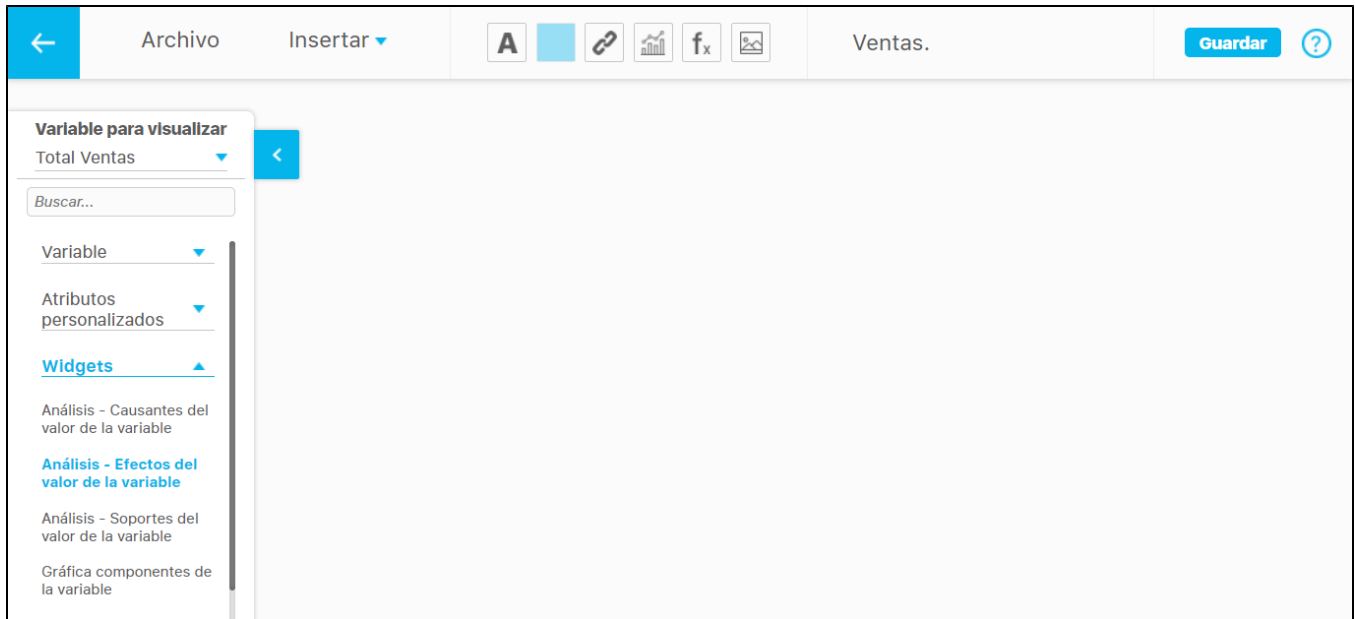 Archivo
Insertar
A
fx
Ventas.
Guardar
?
Variable para visualizar
Total Ventas
Buscar...
Variable
Atributos
personalizados
Widgets
Análisis - Causantes del
valor de la variable
Análisis - Efectos del
valor de la variable
Análisis - Soportes del
valor de la variable
Gráfica componentes de
la variable